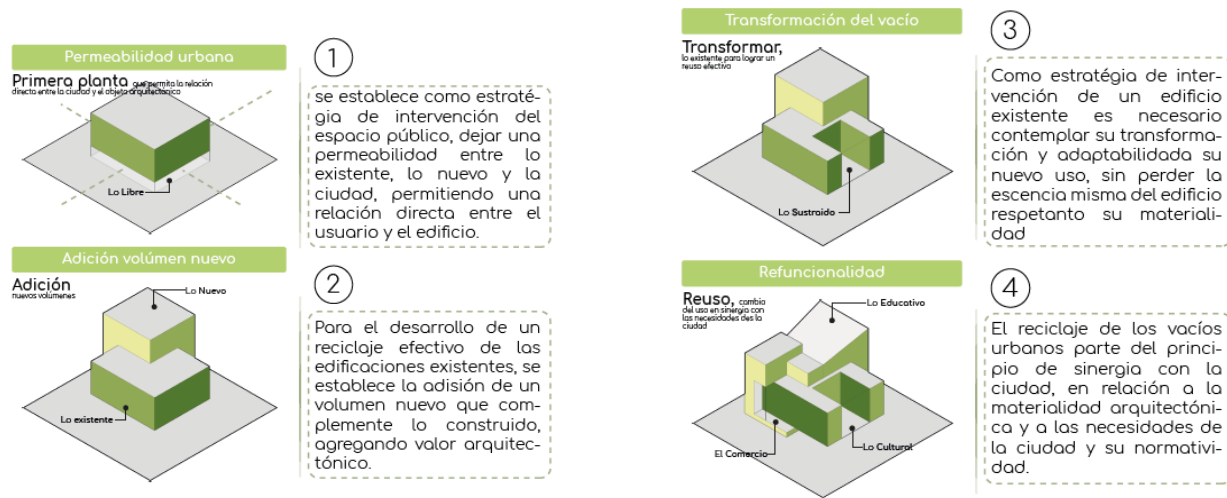 Permeabilidad urbana
Primera planta que permita la relación
directa entre la ciudad y el objeto arquitectónico
Lo Libre
1
se establece como estraté-
gia de intervención del
espacio público, dejar una
permeabilidad entre lo
existente, lo nuevo y la
ciudad, permitiendo una
relación directa entre el
usuario y el edificio.
Adición volúmen nuevo
Adición
nuevos volúmenes
Lo Nuevo
Lo existente
2
Para el desarrollo de un
reciclaje efectivo de las
edificaciones existentes, se
establece la adisión de un
volumen nuevo que com-
plemente lo construido,
agregando valor arquitec-
tónico.
Transformación del vacío
Transformar,
lo existente para lograr un
reuso efectivo
Lo Sustraido
3
Como estratégia de inter-
vención de un edificio
existente es necesario
contemplar su transforma-
ción y adaptabilidada su
nuevo uso, sin perder la
escencia misma del edificio
respetanto su materiali-
dad
Refuncionalidad
Reuso, cambio
del uso en sinergia con
las necesidades des la
ciudad
Lo Educativo
El Comercio
Lo Cultural
4
El reciclaje de los vacíos
urbanos parte del princi-
pio de sinergia con la
ciudad, en relación a la
materialidad arquitectóni-
ca y a las necesidades de
la ciudad y su normativi-
dad.